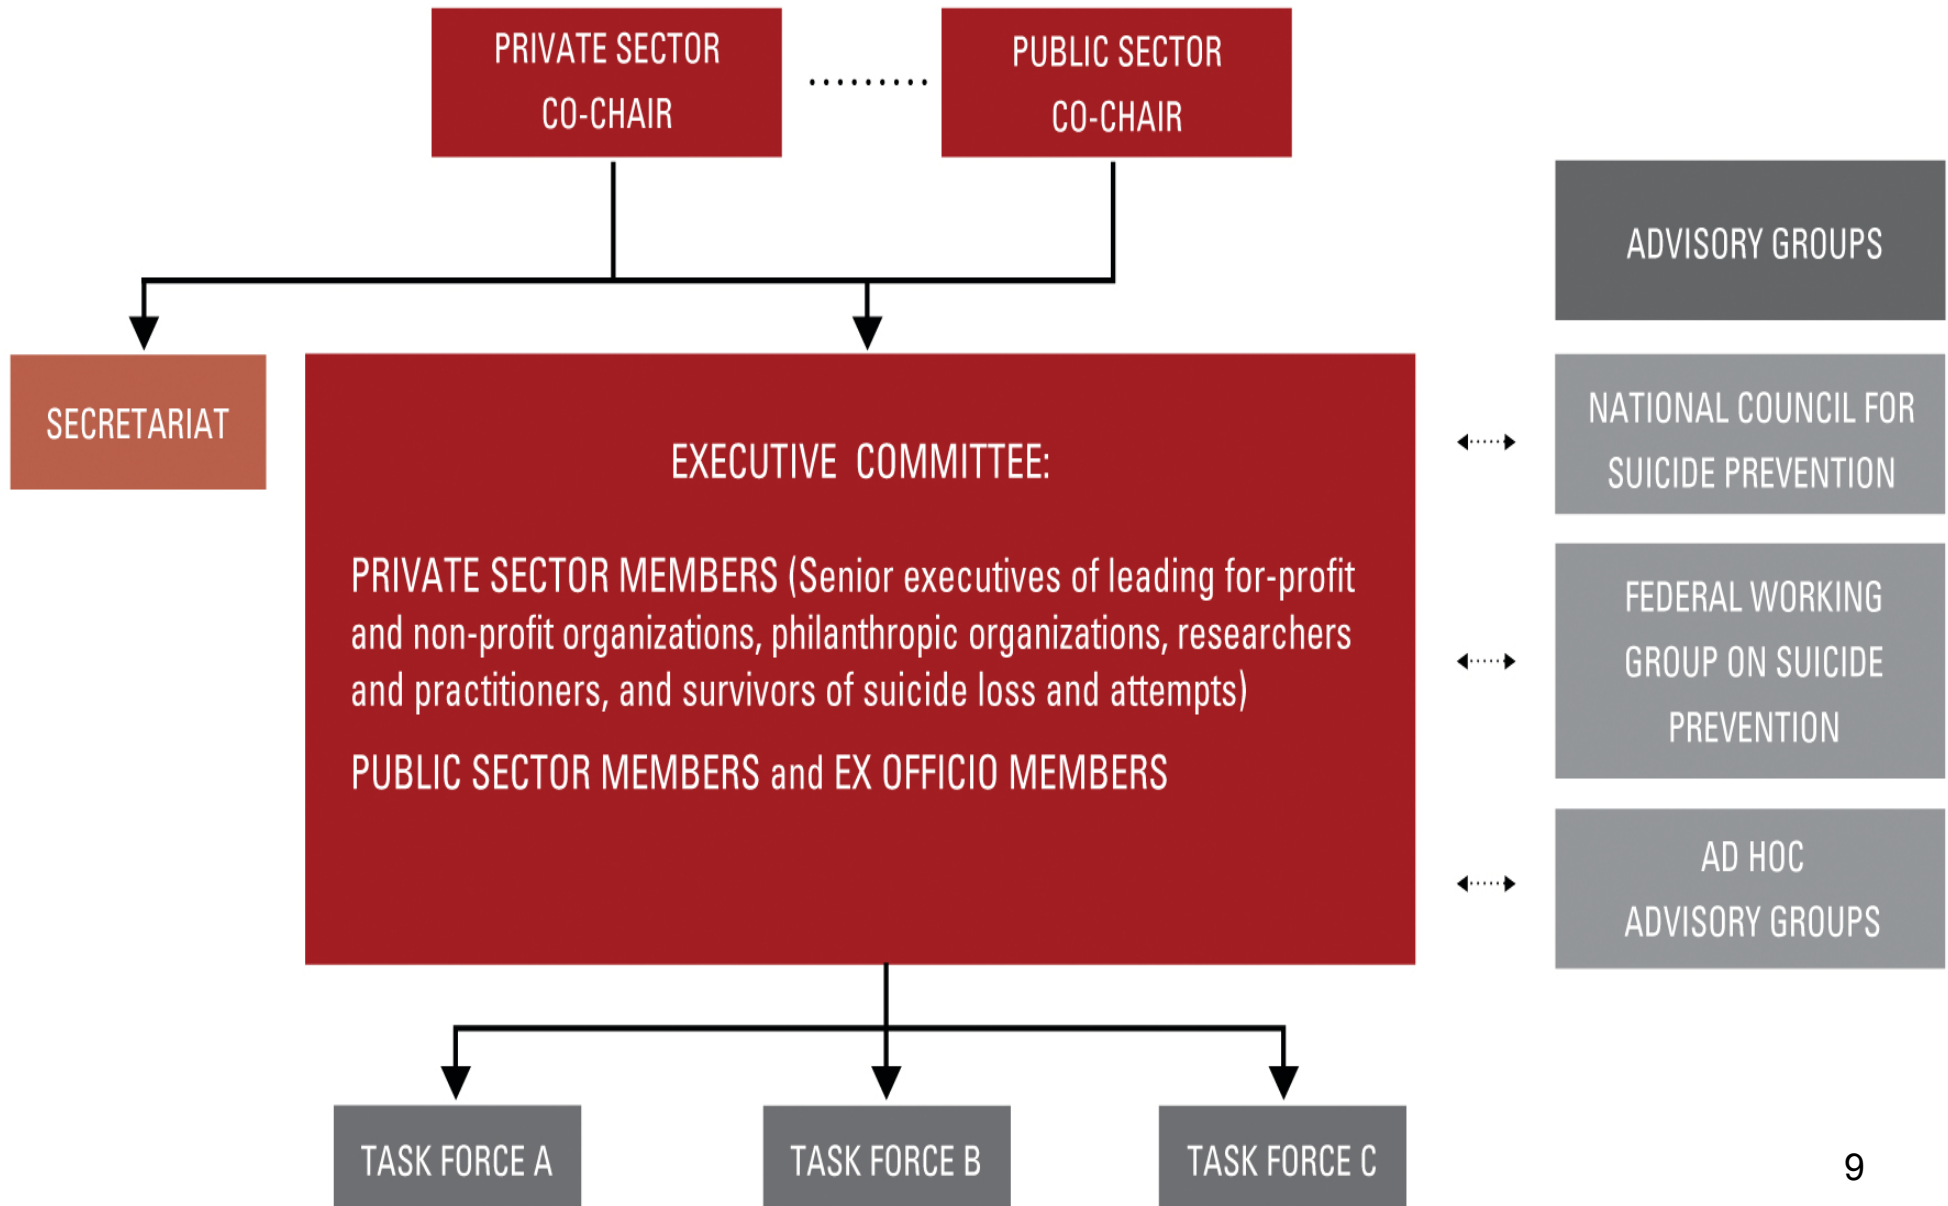 PRIVATE SECTOR
CO-CHAIR
PUBLIC SECTOR
CO-CHAIR
ADVISORY GROUPS
SECRETARIAT
EXECUTIVE COMMITTEE:
PRIVATE SECTOR MEMBERS (Senior executives of leading for-profit
and non-profit organizations, philanthropic organizations, researchers
and practitioners, and survivors of suicide loss and attempts)
PUBLIC SECTOR MEMBERS and EX OFFICIO MEMBERS
NATIONAL COUNCIL FOR
SUICIDE PREVENTION
FEDERAL WORKING
GROUP ON SUICIDE
PREVENTION
AD HOC
ADVISORY GROUPS
TASK FORCE A
TASK FORCE B
TASK FORCE C
9